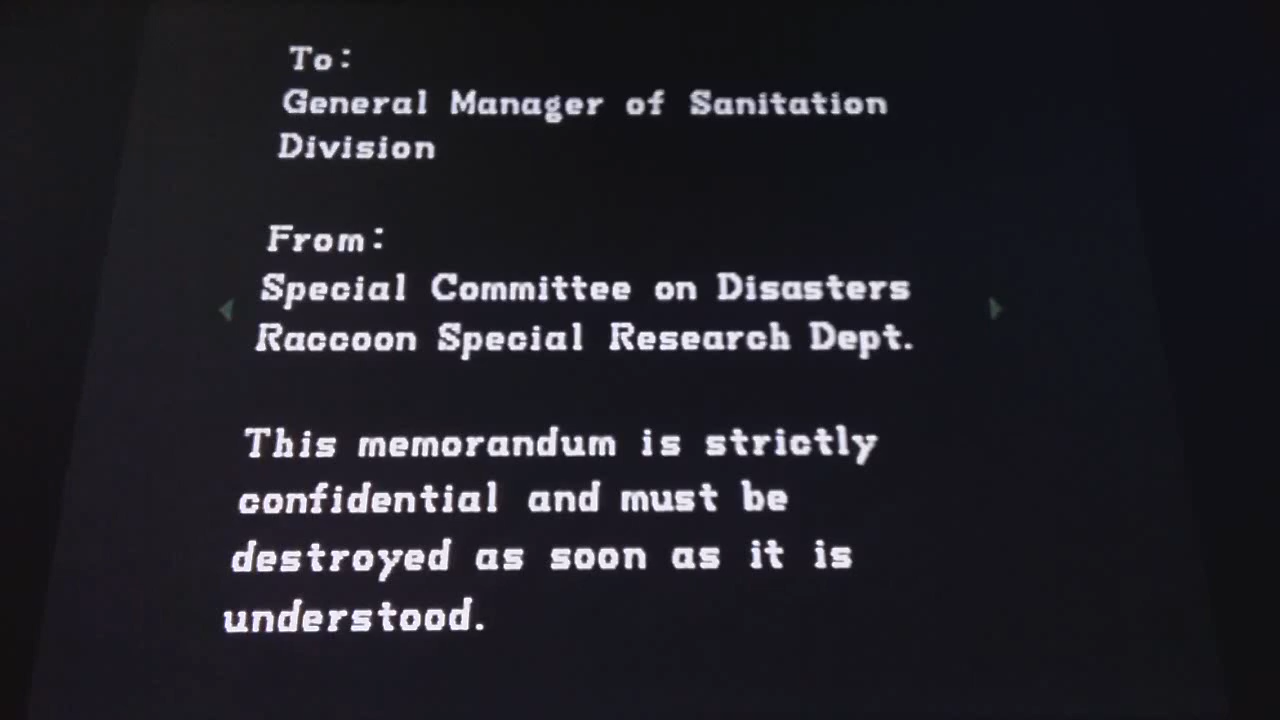 To:
General Manager of Sanitation
Division
From:
Special Committee on Disasters
Raccoon Special Research Dept.
This memorandum is strictly
confidential and must be
destroyed as soon as it is
understood.